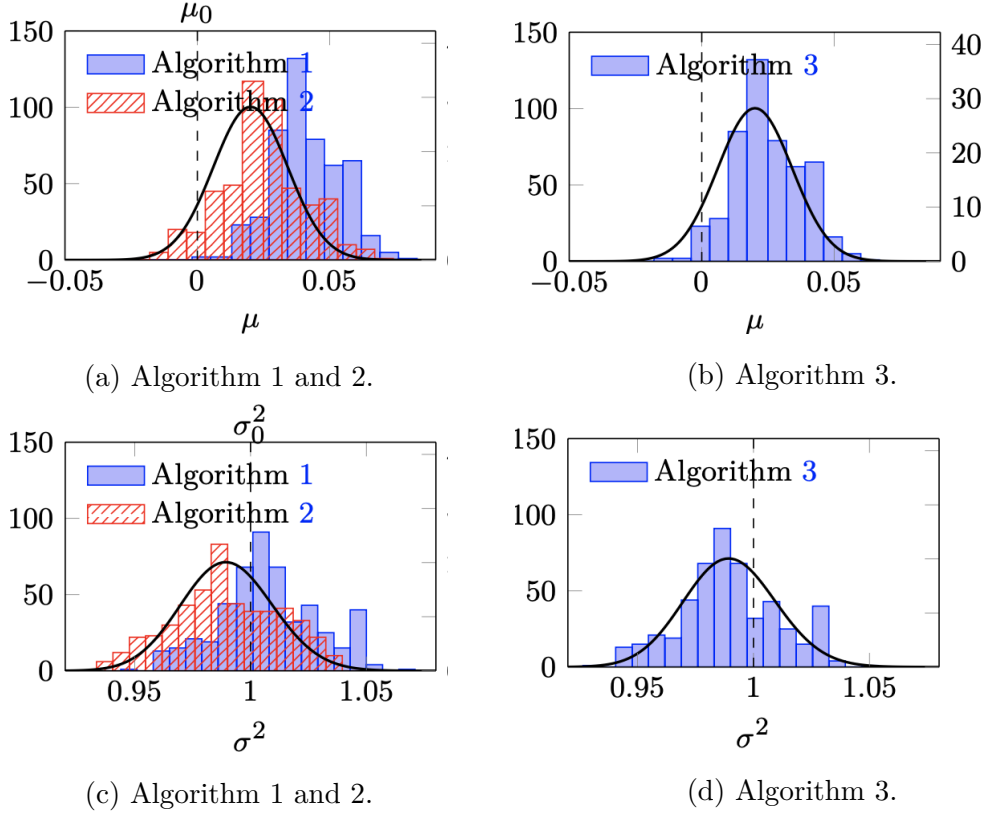 μ₀
150
100
50
0
Algorithm 1
Algorithm 2
−0.05
0
0.05
μ
(a) Algorithm 1 and 2.
150
100
50
0
Algorithm 3
40
30
20
10
0
−0.05
0
0.05
μ
(b) Algorithm 3.
σ₀²
150
100
50
0
Algorithm 1
Algorithm 2
0.95
1
1.05
σ²
(c) Algorithm 1 and 2.
150
100
50
0
Algorithm 3
0.95
1
1.05
σ²
(d) Algorithm 3.